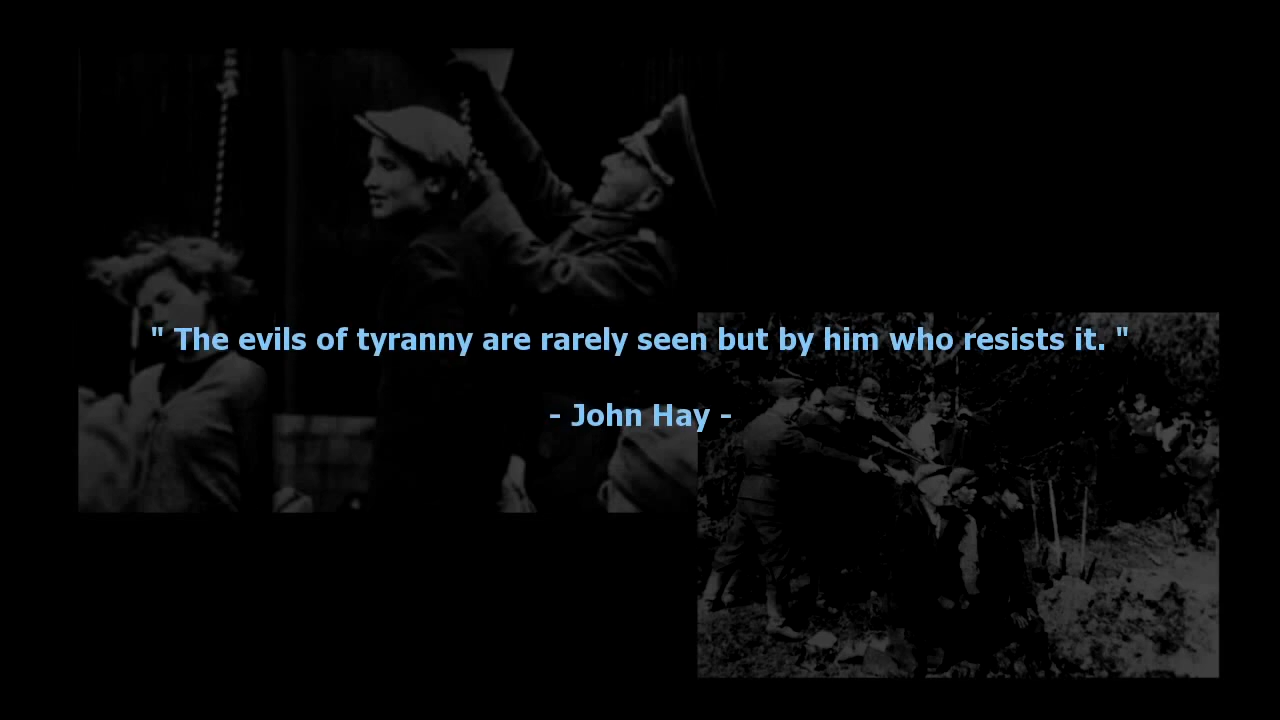 " The evils of tyranny are rarely seen but by him who resists it. "
- John Hay -